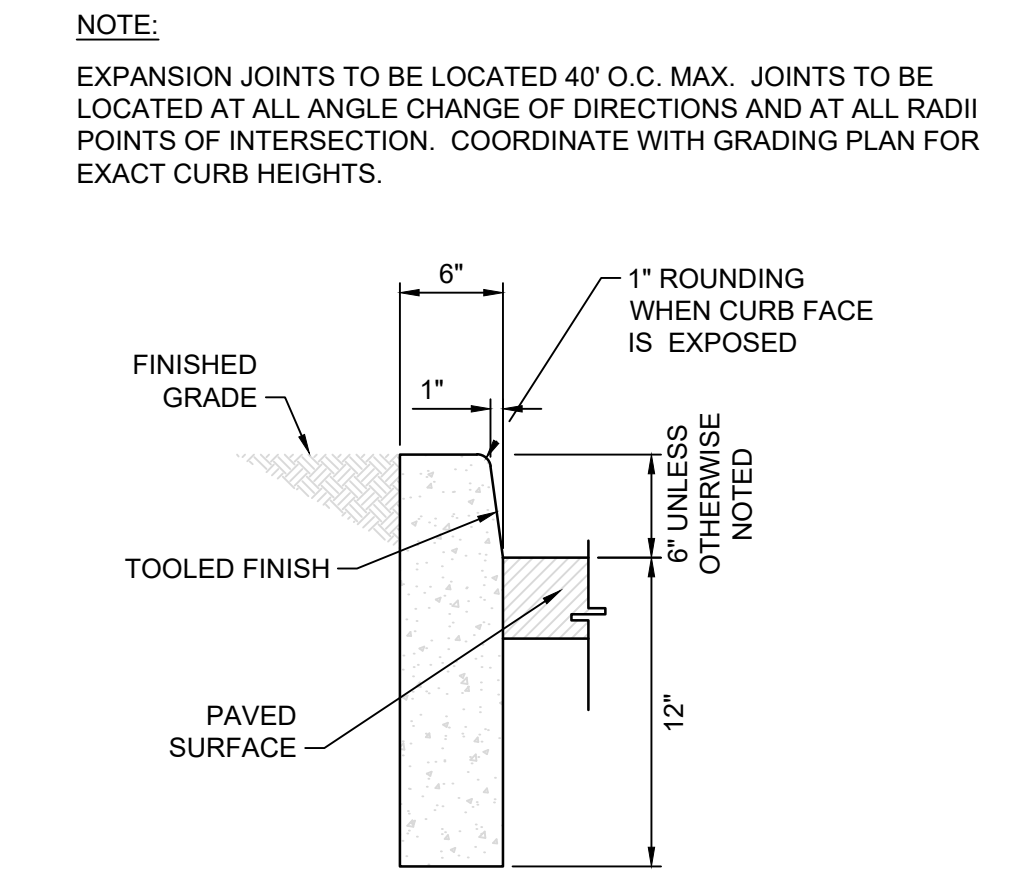 NOTE:
EXPANSION JOINTS TO BE LOCATED 40' O.C. MAX. JOINTS TO BE
LOCATED AT ALL ANGLE CHANGE OF DIRECTIONS AND AT ALL RADII
POINTS OF INTERSECTION. COORDINATE WITH GRADING PLAN FOR
EXACT CURB HEIGHTS.
6"
1" ROUNDING
WHEN CURB FACE
IS EXPOSED
FINISHED
GRADE
1"
6" UNLESS
OTHERWISE
NOTED
TOOLED FINISH
12"
PAVED
SURFACE